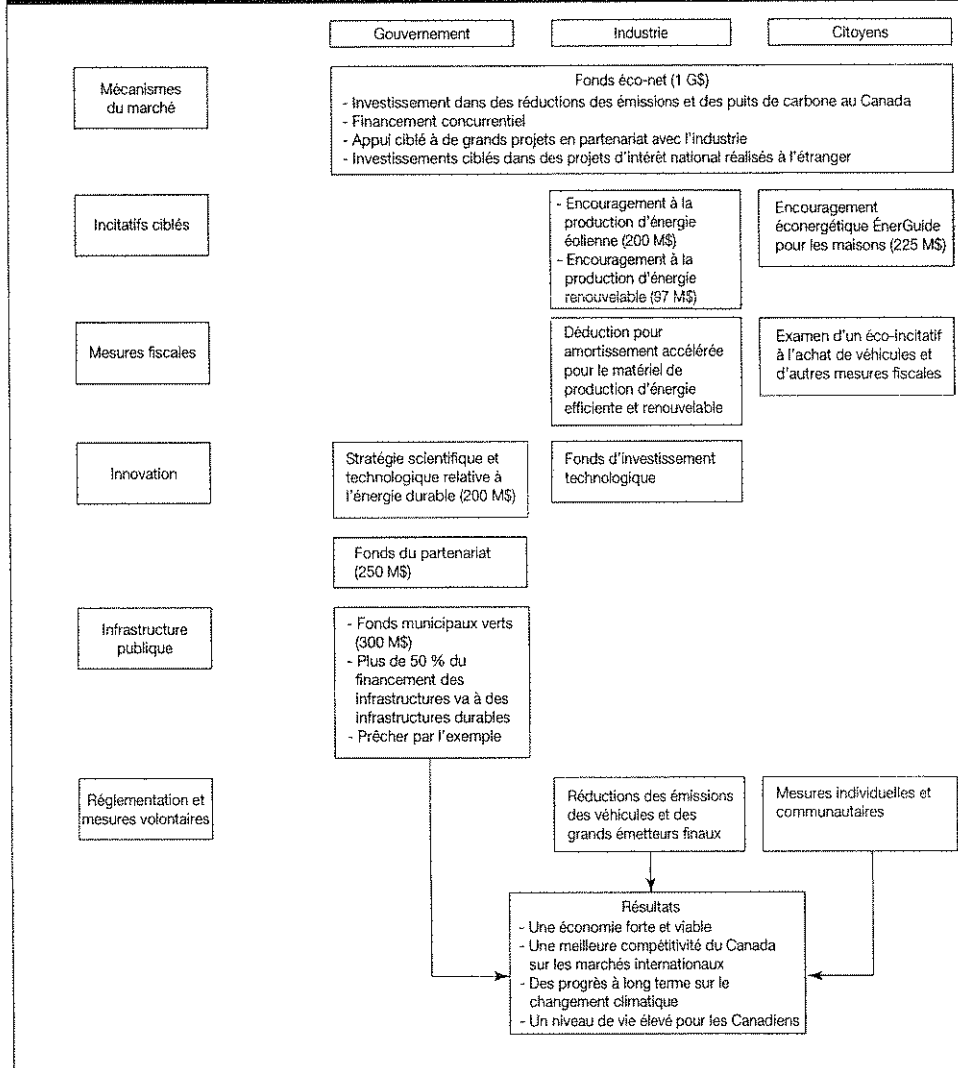 Gouvernement
Industrie
Citoyens
Mécanismes
du marché
Fonds éco-net (1 G$)
- Investissement dans des réductions des émissions et des puits de carbone au Canada
- Financement concurrentiel
- Appui ciblé à de grands projets en partenariat avec l'industrie
- Investissements ciblés dans des projets d'intérêt national réalisés à l'étranger
Incitatifs ciblés
- Encouragement à la
production d'énergie
éolienne (200 M$)
- Encouragement à la
production d'énergie
renouvelable (97 M$)
Encouragement
éconergétique ÉnerGuide
pour les maisons (225 M$)
Mesures fiscales
Déduction pour
amortissement accélérée
pour le matériel de
production d'énergie
efficiente et renouvelable
Examen d'un éco-incitatif
à l'achat de véhicules et
d'autres mesures fiscales
Innovation
Stratégie scientifique et
technologique relative à
l'énergie durable (200 M$)
Fonds d'investissement
technologique
Fonds du partenariat
(250 M$)
Infrastructure
publique
- Fonds municipaux verts
(300 M$)
- Plus de 50 % du
financement des
infrastructures va à des
infrastructures durables
- Prêcher par l'exemple
Réglementation et
mesures volontaires
Réductions des émissions
des véhicules et des
grands émetteurs finaux
Mesures individuelles et
communautaires
Résultats
- Une économie forte et viable
- Une meilleure compétitivité du Canada
sur les marchés internationaux
- Des progrès à long terme sur le
changement climatique
- Un niveau de vie élevé pour les Canadiens